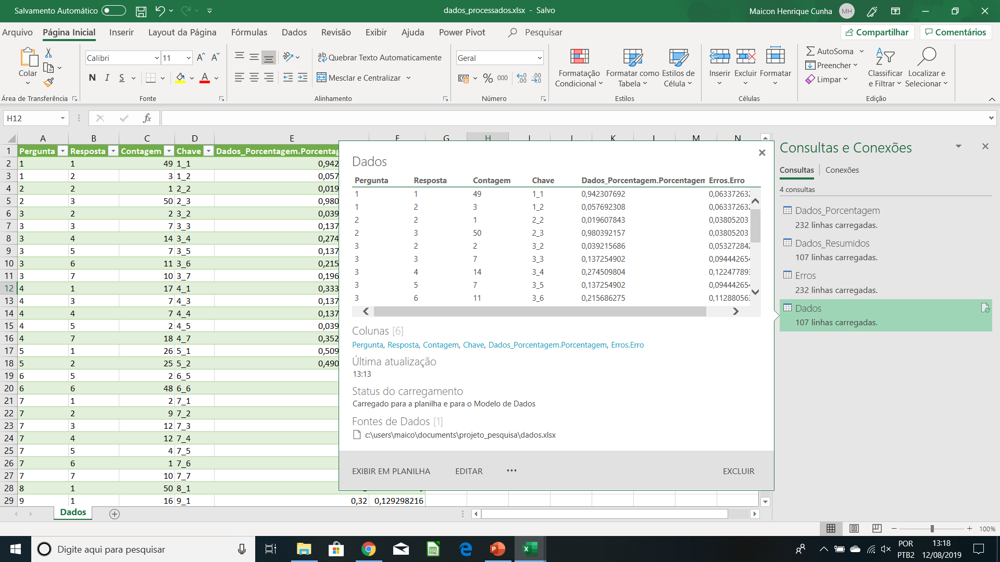 Salvamento Automático
dados_processados.xlsx - Salvo
Maicon Henrique Cunha MH
Arquivo Página Inicial Inserir Layout da Página Fórmulas Dados Revisão Exibir Ajuda Power Pivot Pesquisar
Compartilhar Comentários
Colar
Área de Transferência
Calibri 11
N I S
Fonte
Quebrar Texto Automaticamente
Mesclar e Centralizar
Alinhamento
Geral
% 000
Número
Formatação Condicional
Formatar como Tabela
Estilos de Célula
Estilos
Inserir Excluir Formatar
Células
AutoSoma
Preencher
Limpar
Classificar e Filtrar
Localizar e Selecionar
Edição
H12 fx
A B C D E F G H I J K L M N
1 Pergunta Resposta Contagem Chave Dados_Porcentagem.Porcentag
2 1 1 49 1_1 0,942
3 1 2 3 1_2 0,057
4 2 2 1 2_2 0,019
5 2 3 50 2_3 0,980
6 3 2 2 3_2 0,039
7 3 3 7 3_3 0,137
8 3 4 14 3_4 0,274
9 3 5 7 3_5 0,137
10 3 6 11 3_6 0,215
11 3 7 10 3_7 0,196
12 4 1 17 4_1 0,333
13 4 3 7 4_3 0,137
14 4 4 7 4_4 0,137
15 4 5 2 4_5 0,039
16 4 7 18 4_7 0,352
17 5 1 26 5_1 0,509
18 5 2 25 5_2 0,490
19 6 5 2 6_5
20 6 6 48 6_6
21 7 1 2 7_1
22 7 2 9 7_2
23 7 3 12 7_3
24 7 4 12 7_4
25 7 5 4 7_5
26 7 6 1 7_6
27 7 7 10 7_7
28 8 1 50 8_1
29 9 1 16 9_1 0,32 0,129298216
Dados
Pergunta Resposta Contagem Chave Dados_Porcentagem.Porcentagem Erros.Erro
1 1 49 1_1 0,942307692 0,063372632
1 2 3 1_2 0,057692308 0,063372632
2 2 1 2_2 0,019607843 0,03805203
2 3 50 2_3 0,980392157 0,03805203
3 2 2 3_2 0,039215686 0,053272842
3 3 7 3_3 0,137254902 0,094442654
3 4 14 3_4 0,274509804 0,122477893
3 5 7 3_5 0,137254902 0,094442654
3 6 11 3_6 0,215686275 0,112880563
Colunas [6]
Pergunta, Resposta, Contagem, Chave, Dados_Porcentagem.Porcentagem, Erros.Erro
Última atualização
13:13
Status do carregamento
Carregado para a planilha e para o Modelo de Dados
Fontes de Dados [1]
c:\users\maico\documents\projeto_pesquisa\dados.xlsx
EXIBIR EM PLANILHA EDITAR ••• EXCLUIR
Consultas e Conexões
Consultas Conexões
4 consultas
Dados_Porcentagem
232 linhas carregadas.
Dados_Resumidos
107 linhas carregadas.
Erros
232 linhas carregadas.
Dados
107 linhas carregadas.
Dados
100%
Digite aqui para pesquisar
POR
PTB2
13:18
12/08/2019